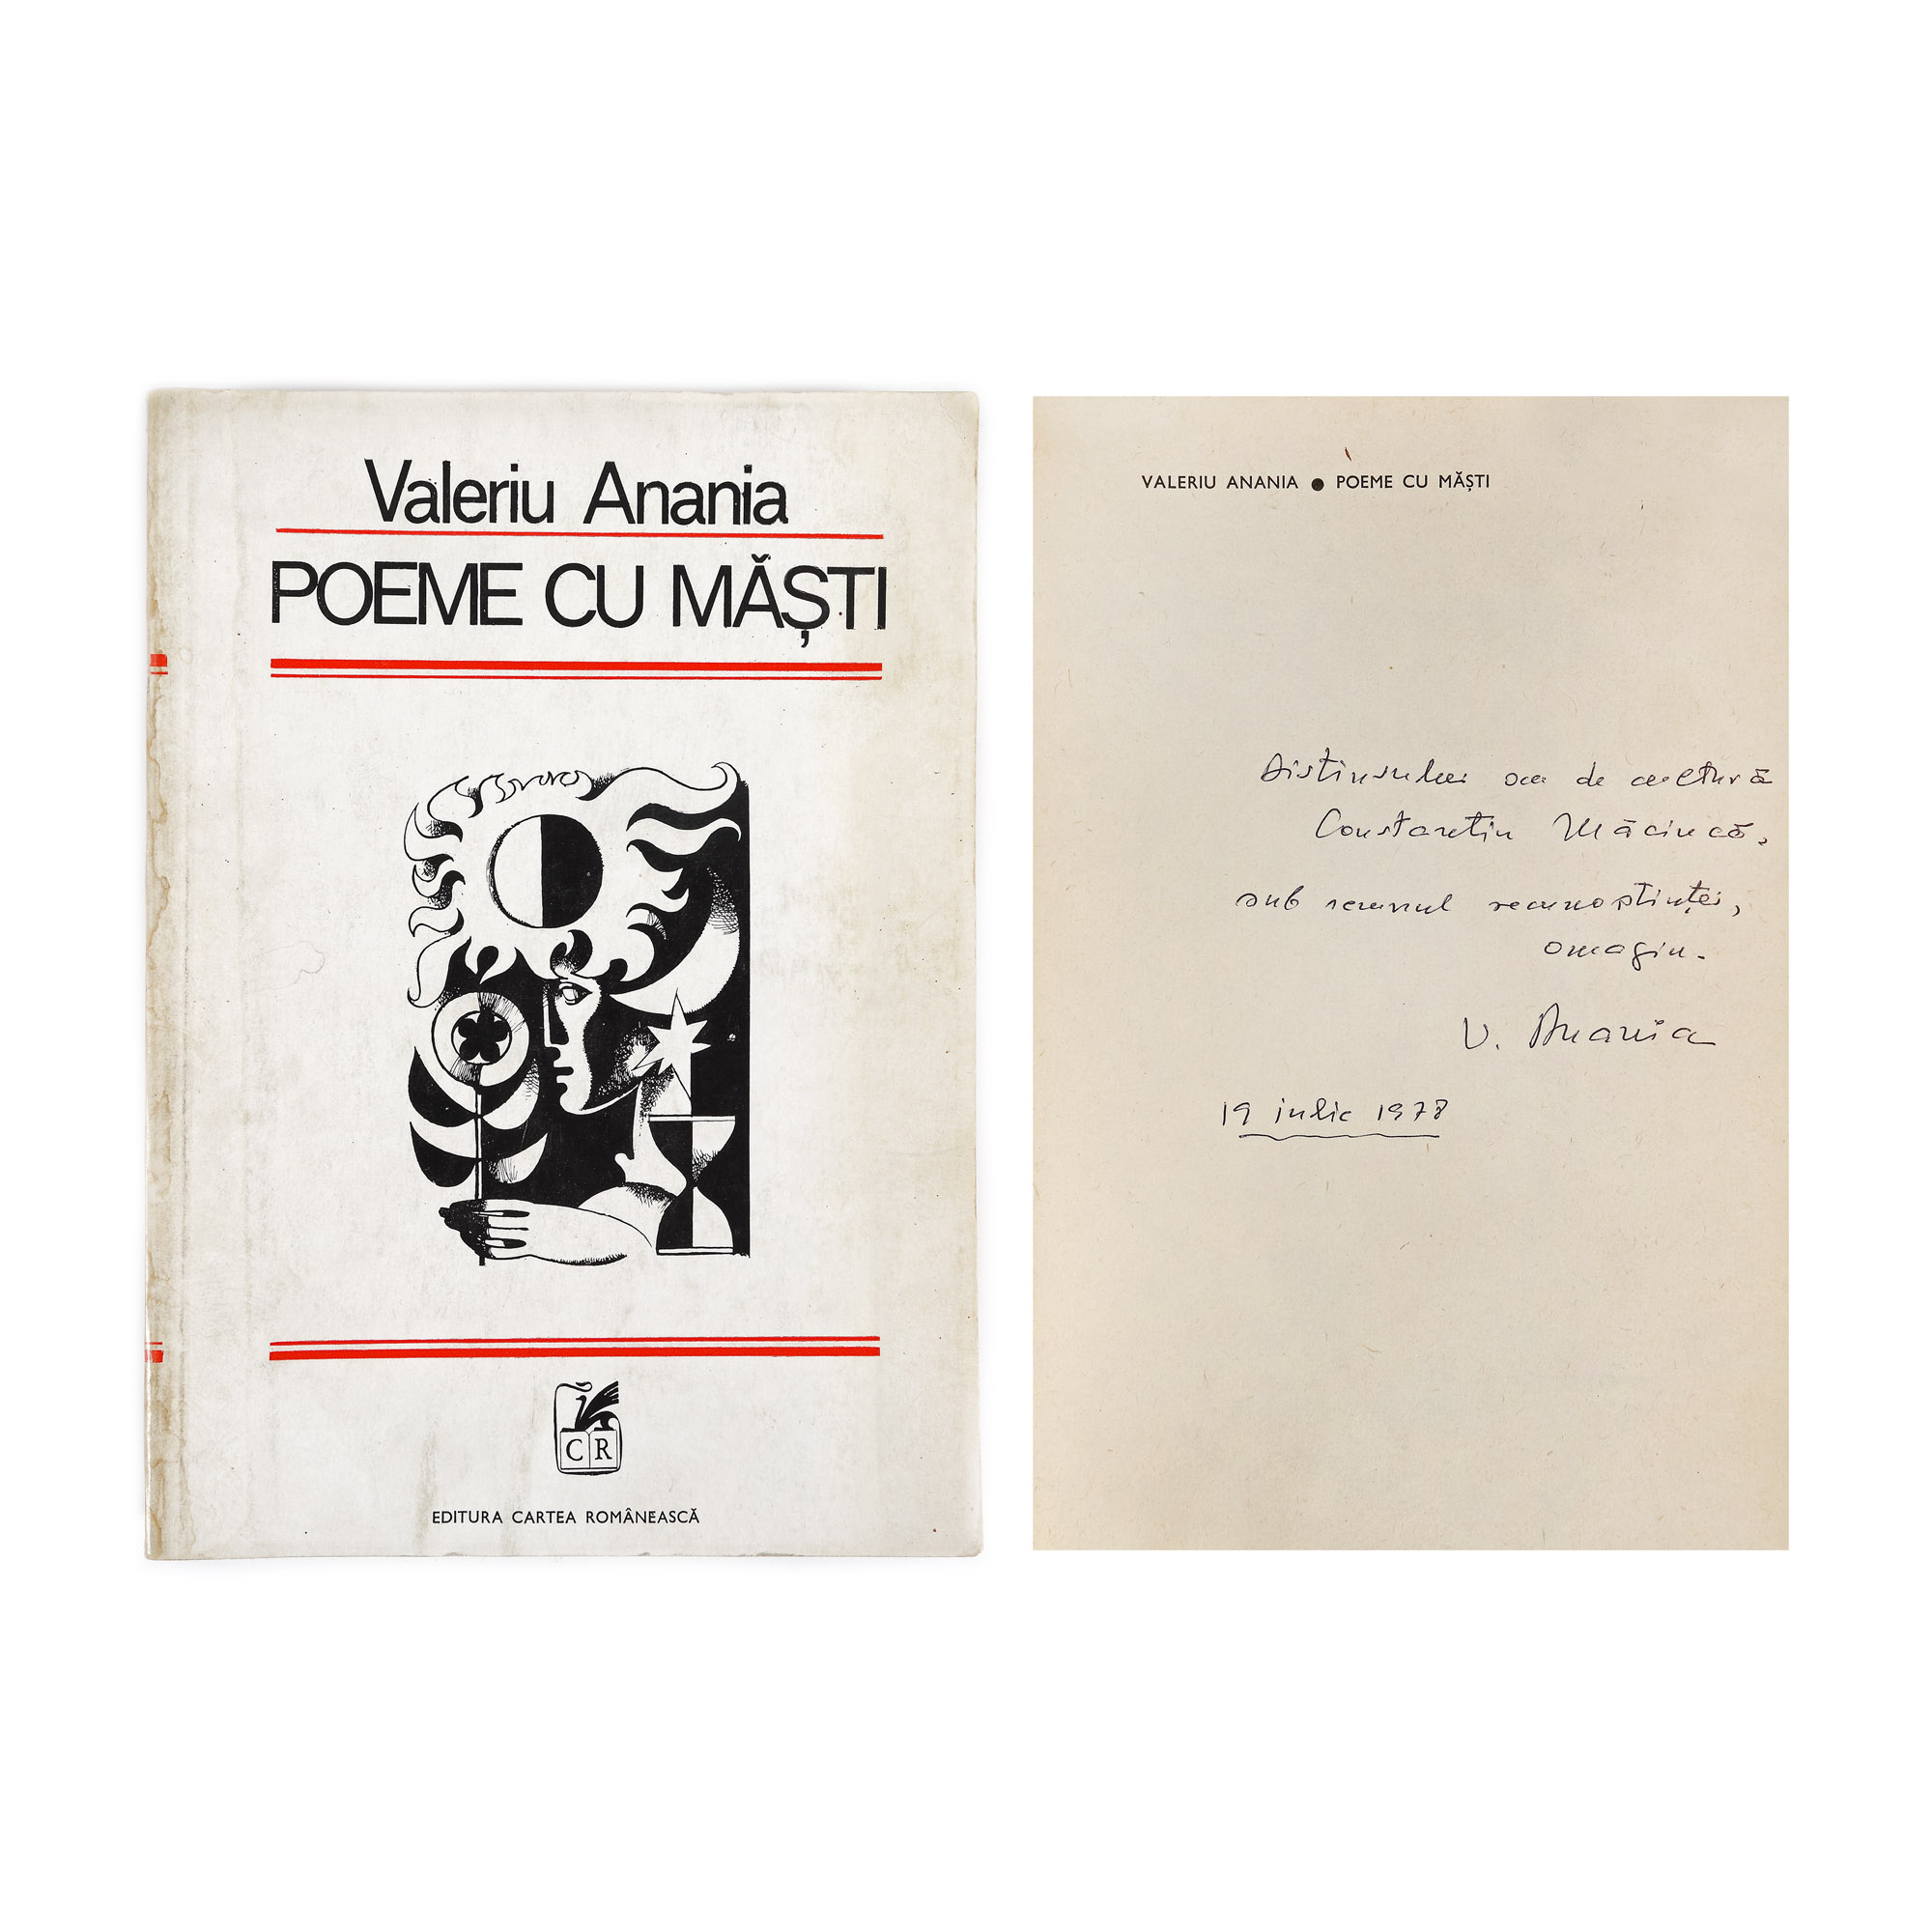 Valeriu Anania
POEME CU MĂȘTI
C R
EDITURA CARTEA ROMÂNEASCĂ
VALERIU ANANIA ● POEME CU MĂȘTI
Distinsului om de cultură
Constantin Măciucă,
sub semnul recunoștinței,
omagiu.
V. Anania
19 iulie 1978